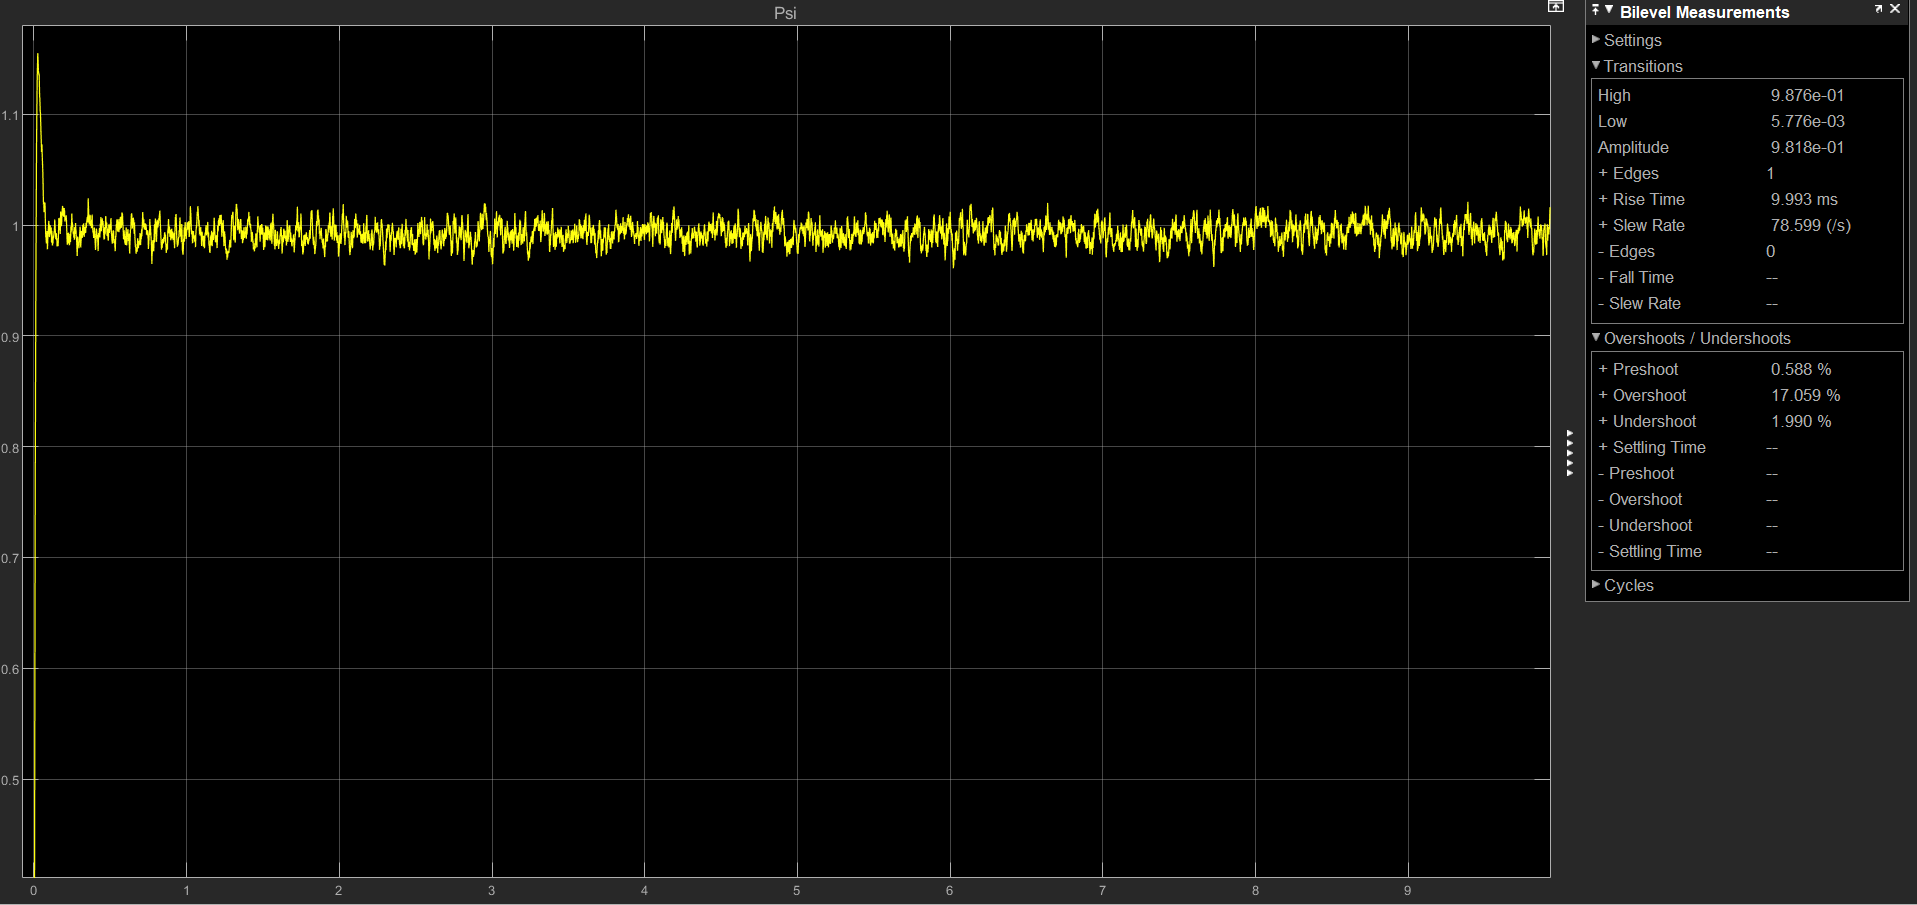 Psi
1.1
1
0.9
0.8
0.7
0.6
0.5
0 1 2 3 4 5 6 7 8 9
Bilevel Measurements
Settings
Transitions
High 9.876e-01
Low 5.776e-03
Amplitude 9.818e-01
+ Edges 1
+ Rise Time 9.993 ms
+ Slew Rate 78.599 (/s)
- Edges 0
- Fall Time --
- Slew Rate --
Overshoots / Undershoots
+ Preshoot 0.588 %
+ Overshoot 17.059 %
+ Undershoot 1.990 %
+ Settling Time --
- Preshoot --
- Overshoot --
- Undershoot --
- Settling Time --
Cycles